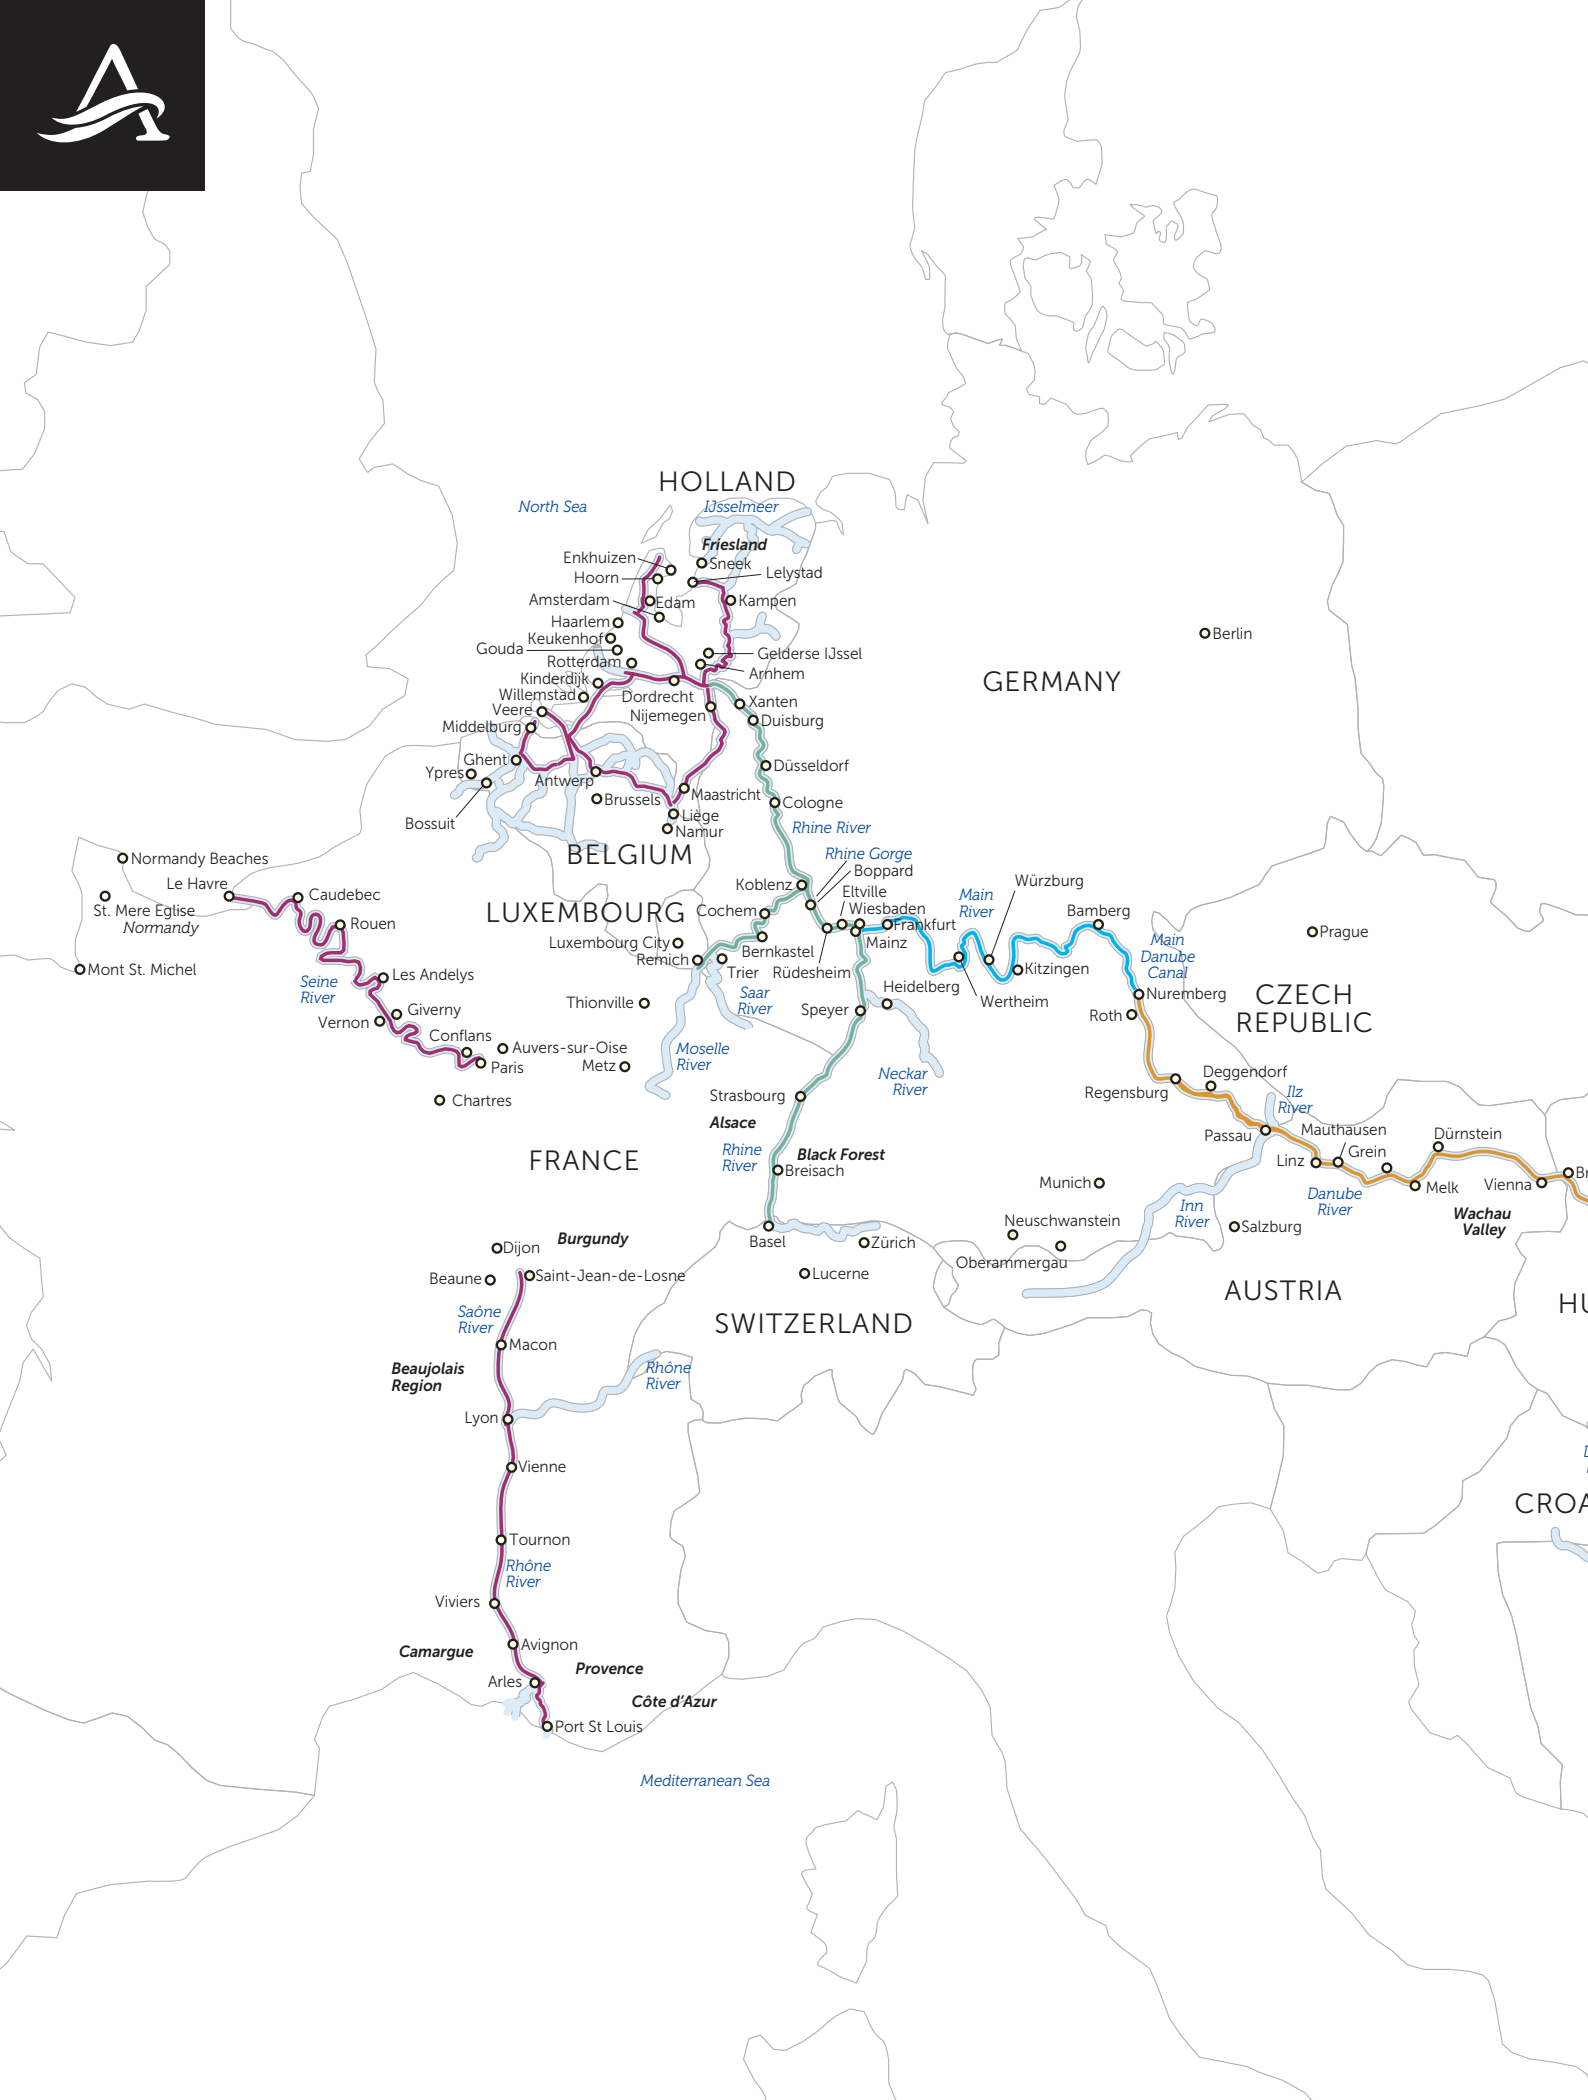 HOLLAND
North Sea
IJsselmeer
Friesland
Enkhuizen
Sneek
Hoorn
Lelystad
Amsterdam
Edam
Kampen
Haarlem
Keukenhof
Gouda
Gelderse IJssel
Rotterdam
Arnhem
Kinderdijk
Willemstad
Dordrecht
Xanten
Veere
Nijemegen
Duisburg
Middelburg
Ghent
Ypres
Antwerp
Düsseldorf
Brussels
Maastricht
Cologne
Bossuit
Liège
Namur
Rhine River
BELGIUM
Rhine Gorge
Boppard
Berlin
GERMANY
Normandy Beaches
Le Havre
Caudebec
St. Mere Eglise
Normandy
Rouen
Mont St. Michel
Les Andelys
Seine
River
Giverny
Vernon
Conflans
Auvers-sur-Oise
Paris
Chartres
Koblenz
Eltville
Wiesbaden
Cochem
LUXEMBOURG
Frankfurt
Mainz
Luxembourg City
Bernkastel
Remich
Trier
Rüdesheim
Saar
River
Thionville
Metz
Moselle
River
Heidelberg
Speyer
Neckar
River
Main
River
Würzburg
Bamberg
Kitzingen
Wertheim
Main
Danube
Canal
Prague
Nuremberg
Roth
CZECH
REPUBLIC
Strasbourg
Alsace
Rhine
River
Black Forest
Breisach
FRANCE
Regensburg
Deggendorf
Ilz
River
Passau
Mauthausen
Linz
Grein
Dürnstein
Danube
River
Melk
Vienna
Br
Wachau
Valley
Munich
Inn
River
Neuschwanstein
Salzburg
Oberammergau
Basel
Zürich
Lucerne
SWITZERLAND
AUSTRIA
HU
Dijon
Burgundy
Beaune
Saint-Jean-de-Losne
Saône
River
Macon
Beaujolais
Region
Rhône
River
Lyon
Vienne
CROA
Tournon
Rhône
River
Viviers
Avignon
Camargue
Provence
Arles
Côte d'Azur
Port St Louis
Mediterranean Sea